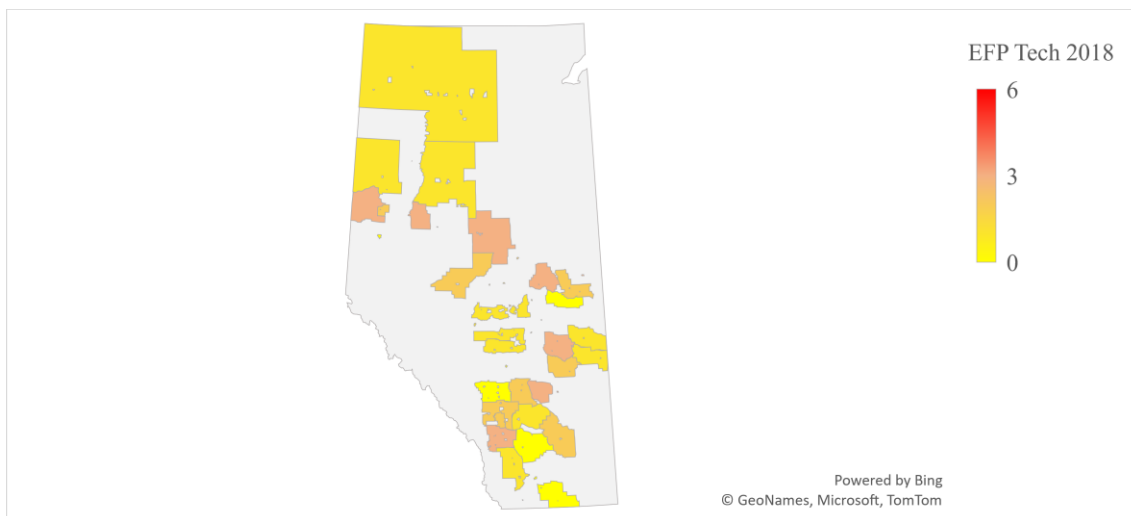 EFP Tech 2018
6
3
0
Powered by Bing
© GeoNames, Microsoft, TomTom